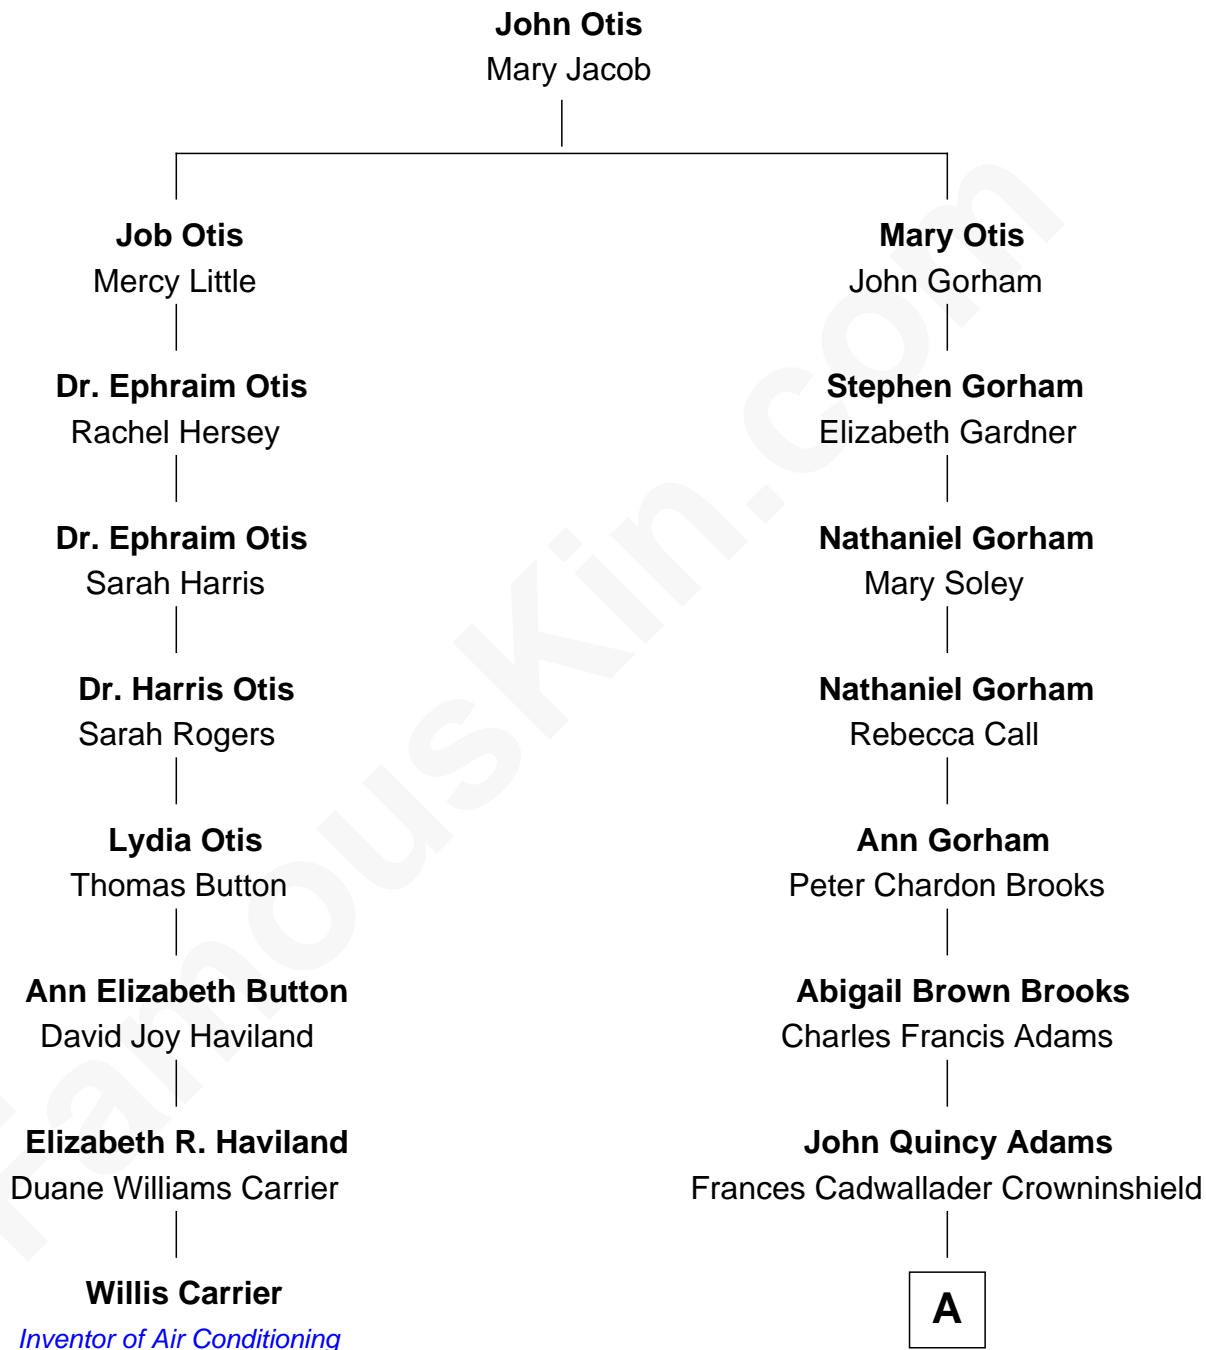 John Otis
Mary Jacob
Job Otis
Mercy Little
Mary Otis
John Gorham
Dr. Ephraim Otis
Rachel Hersey
Stephen Gorham
Elizabeth Gardner
Dr. Ephraim Otis
Sarah Harris
Nathaniel Gorham
Mary Soley
Dr. Harris Otis
Sarah Rogers
Nathaniel Gorham
Rebecca Call
Lydia Otis
Thomas Button
Ann Gorham
Peter Chardon Brooks
Ann Elizabeth Button
David Joy Haviland
Abigail Brown Brooks
Charles Francis Adams
Elizabeth R. Haviland
Duane Williams Carrier
John Quincy Adams
Frances Cadwallader Crowninshield
Willis Carrier
Inventor of Air Conditioning
A
FamousKin.com